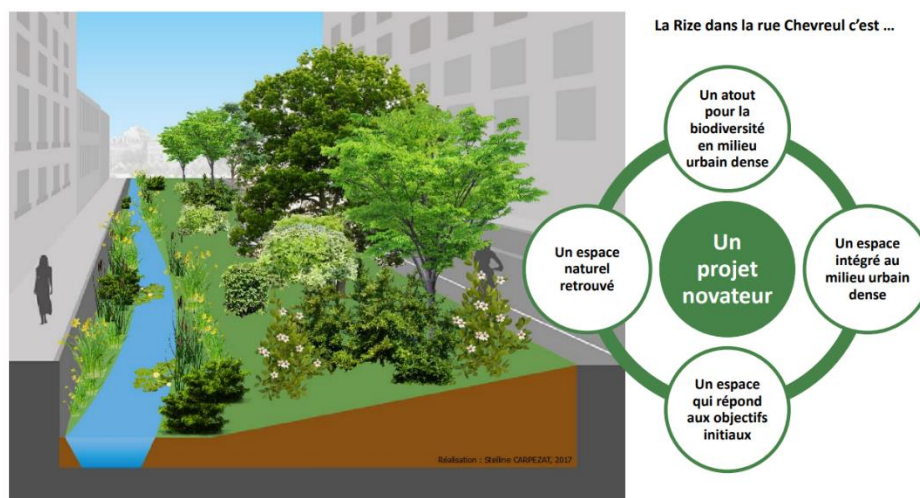 La Rize dans la rue Chevreul c'est …
Un atout
pour la
biodiversité
en milieu
urbain dense
Un espace
naturel
retrouvé
Un
projet
novateur
Un espace
intégré au
milieu urbain
dense
Un espace
qui répond
aux objectifs
initiaux
Réalisation : Stelline CARPEZAT, 2017